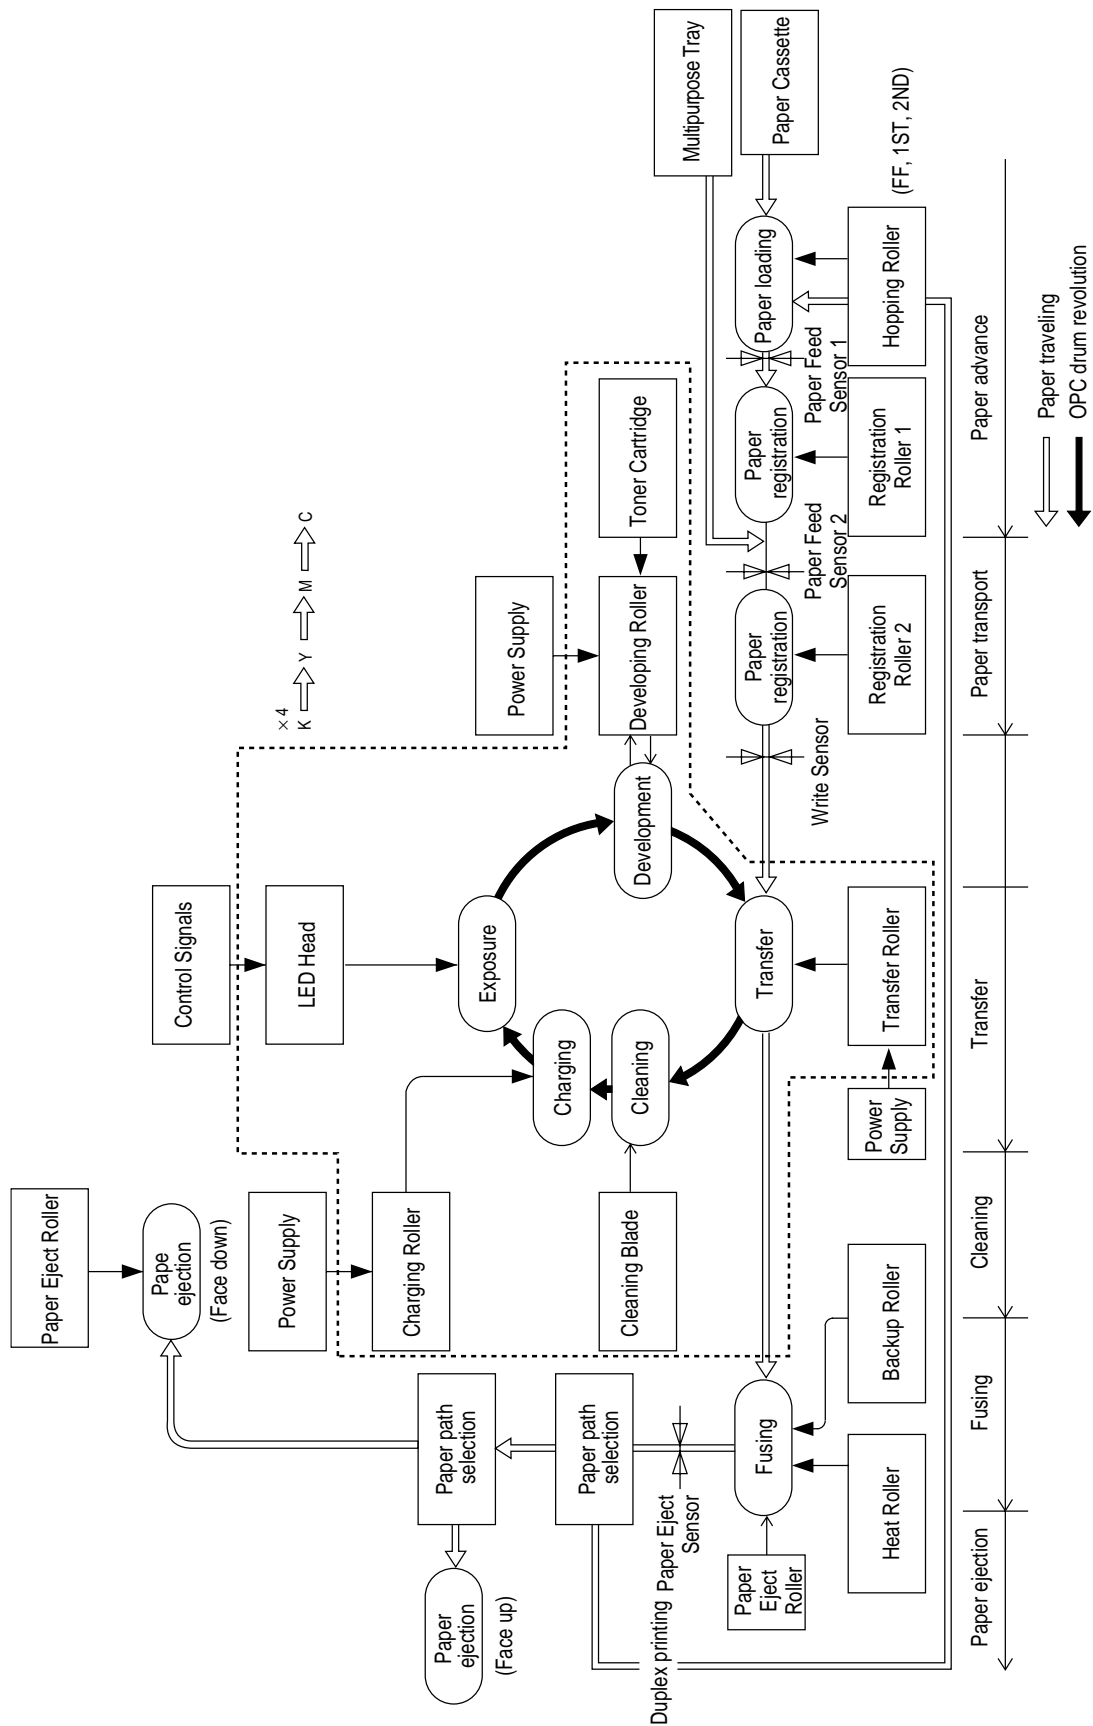 Paper Eject Roller
Pape
ejection
(Face down)
Power Supply
Charging Roller
Control Signals
LED Head
×4
K
Y
M
C
Power Supply
Developing Roller
Toner Cartridge
Multipurpose Tray
Paper Cassette
Exposure
Charging
Cleaning
Development
Transfer
Cleaning Blade
Paper
ejection
(Face up)
Paper path
selection
Paper path
selection
Duplex printing
Paper Eject
Sensor
Paper
Eject
Roller
Fusing
Heat Roller
Backup Roller
Power
Supply
Transfer Roller
Write Sensor
Paper
registration
Registration
Roller 2
Paper Feed
Sensor 2
Paper
registration
Registration
Roller 1
Paper Feed
Sensor 1
Paper loading
Hopping Roller
(FF, 1ST, 2ND)
Paper ejection
Fusing
Cleaning
Transfer
Paper transport
Paper advance
Paper traveling
OPC drum revolution